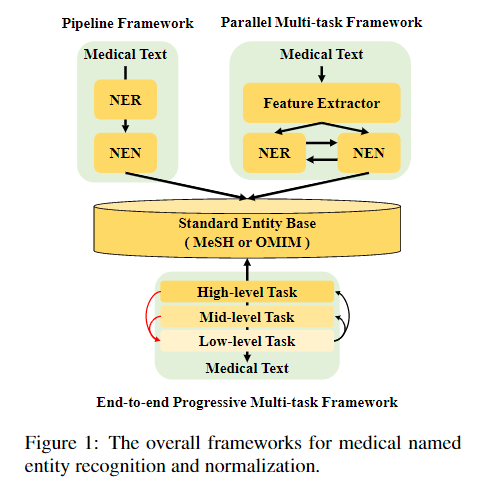 Pipeline Framework
Medical Text
NER
NEN
Parallel Multi-task Framework
Medical Text
Feature Extractor
NER
NEN
Standard Entity Base
( MeSH or OMIM )
High-level Task
Mid-level Task
Low-level Task
Medical Text
End-to-end Progressive Multi-task Framework
Figure 1: The overall frameworks for medical named
entity recognition and normalization.